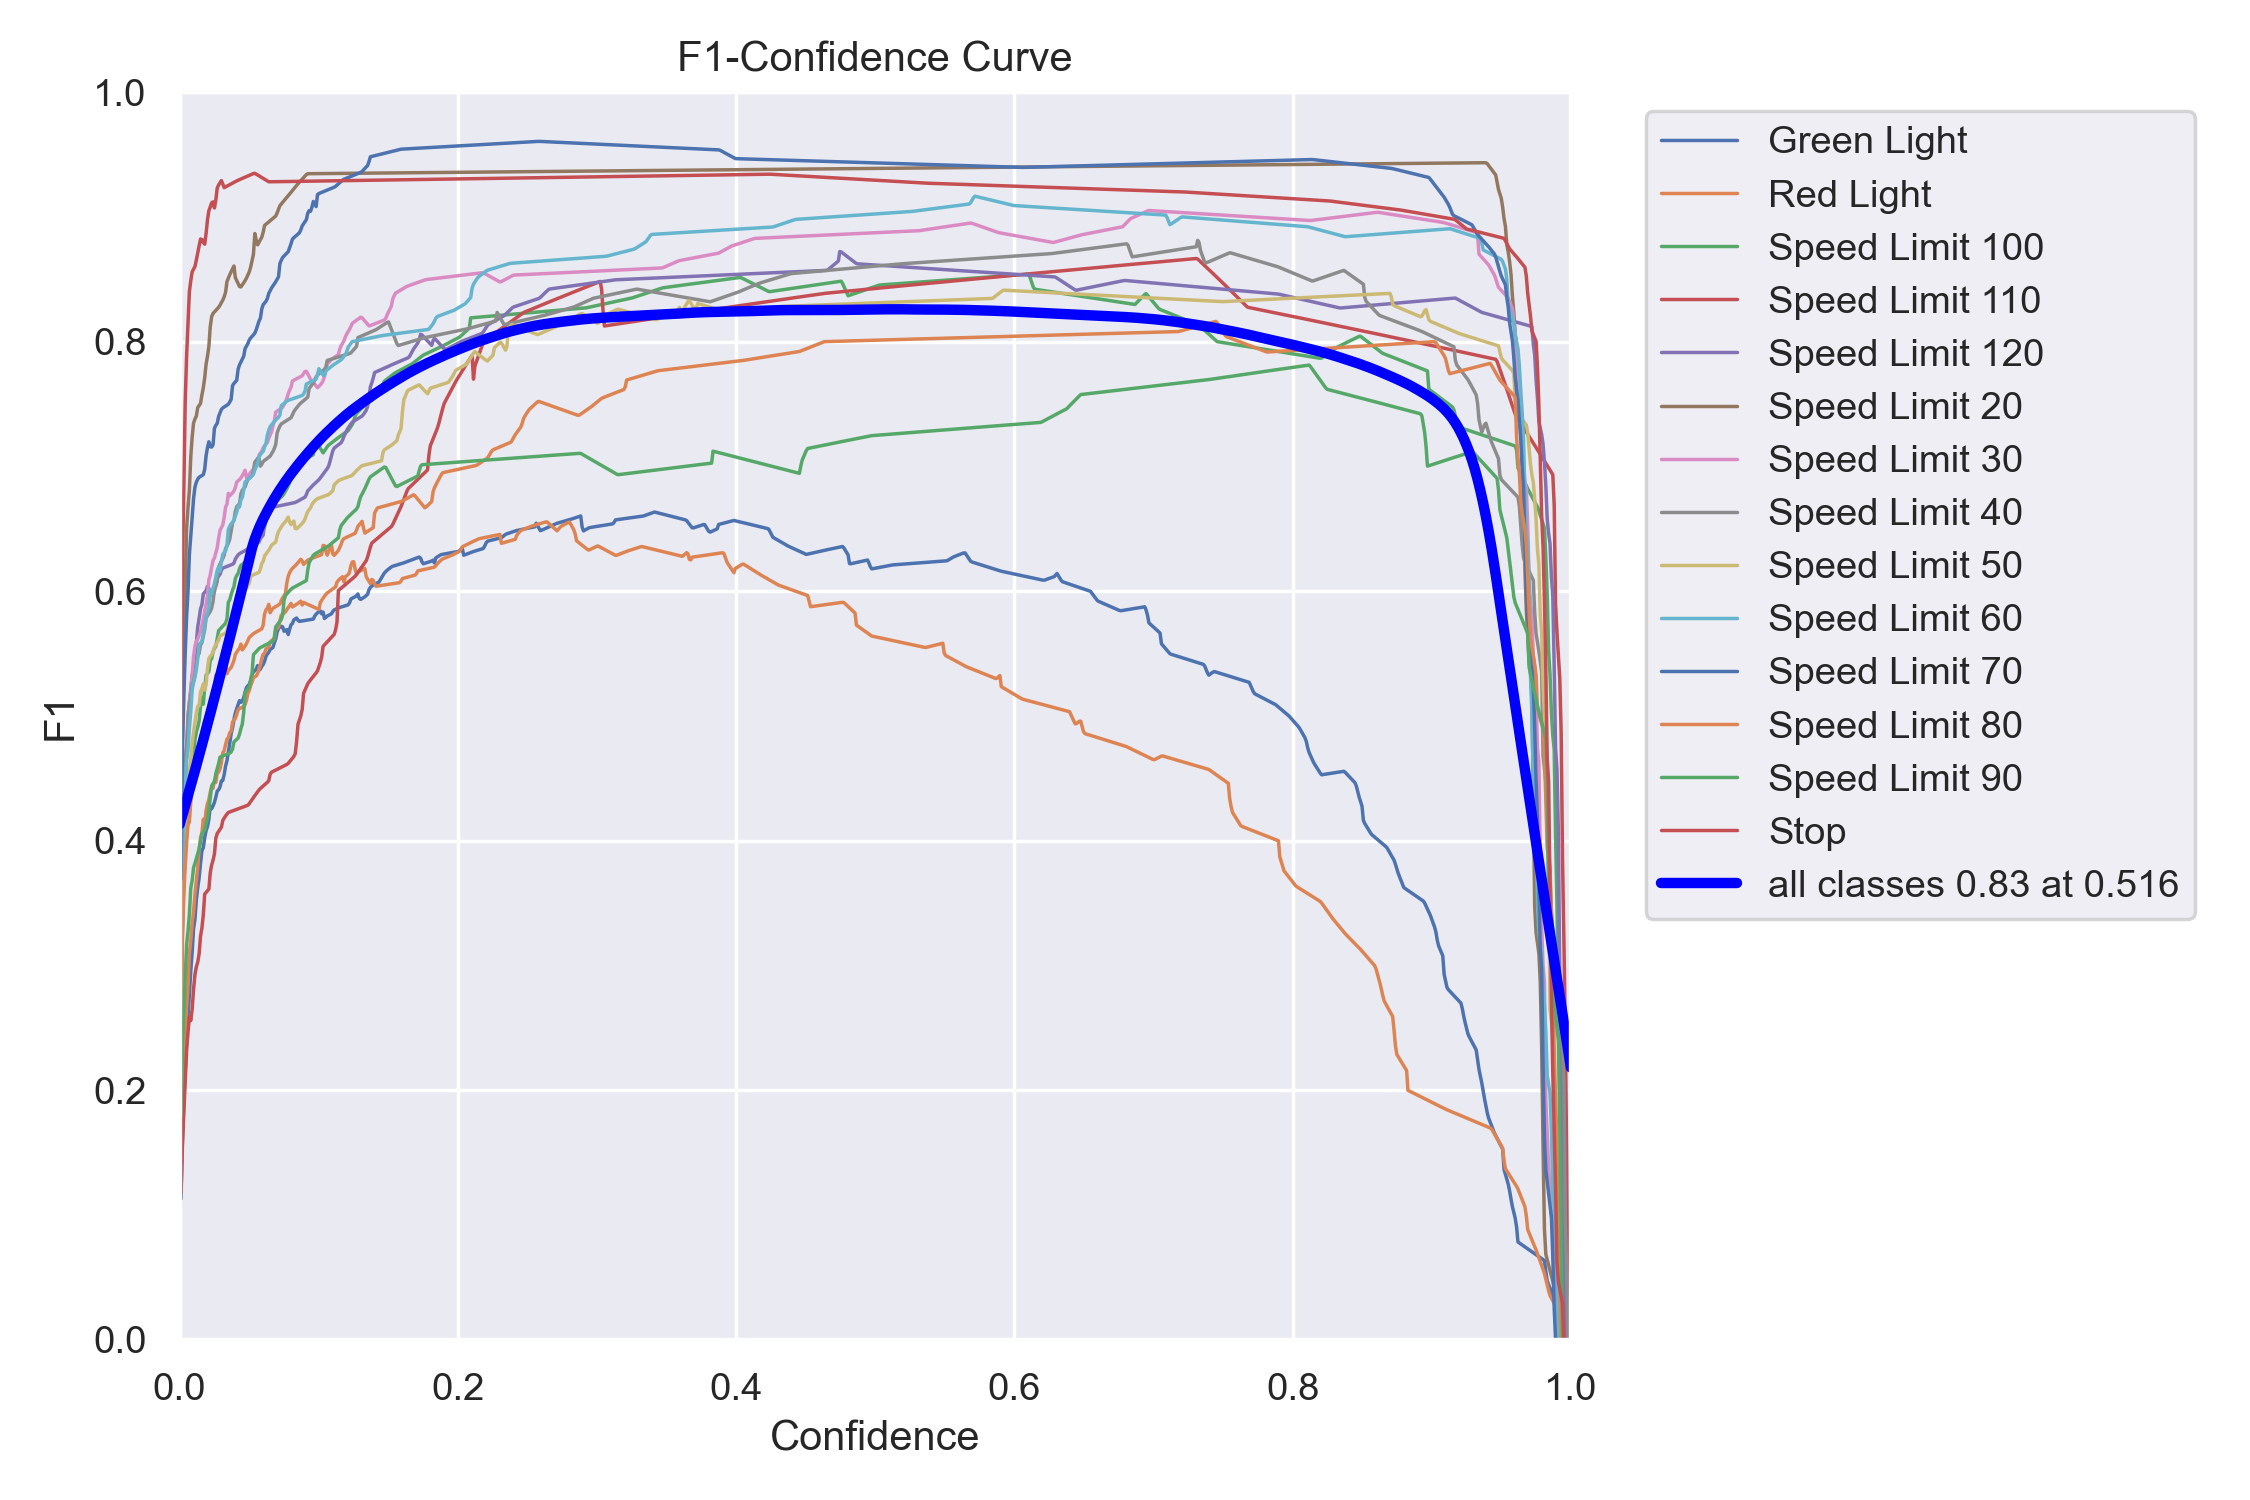 F1-Confidence Curve
1.0
0.8
0.6
0.4
0.2
0.0
F1
0.0 0.2 0.4 0.6 0.8 1.0
Confidence
Green Light
Red Light
Speed Limit 100
Speed Limit 110
Speed Limit 120
Speed Limit 20
Speed Limit 30
Speed Limit 40
Speed Limit 50
Speed Limit 60
Speed Limit 70
Speed Limit 80
Speed Limit 90
Stop
all classes 0.83 at 0.516